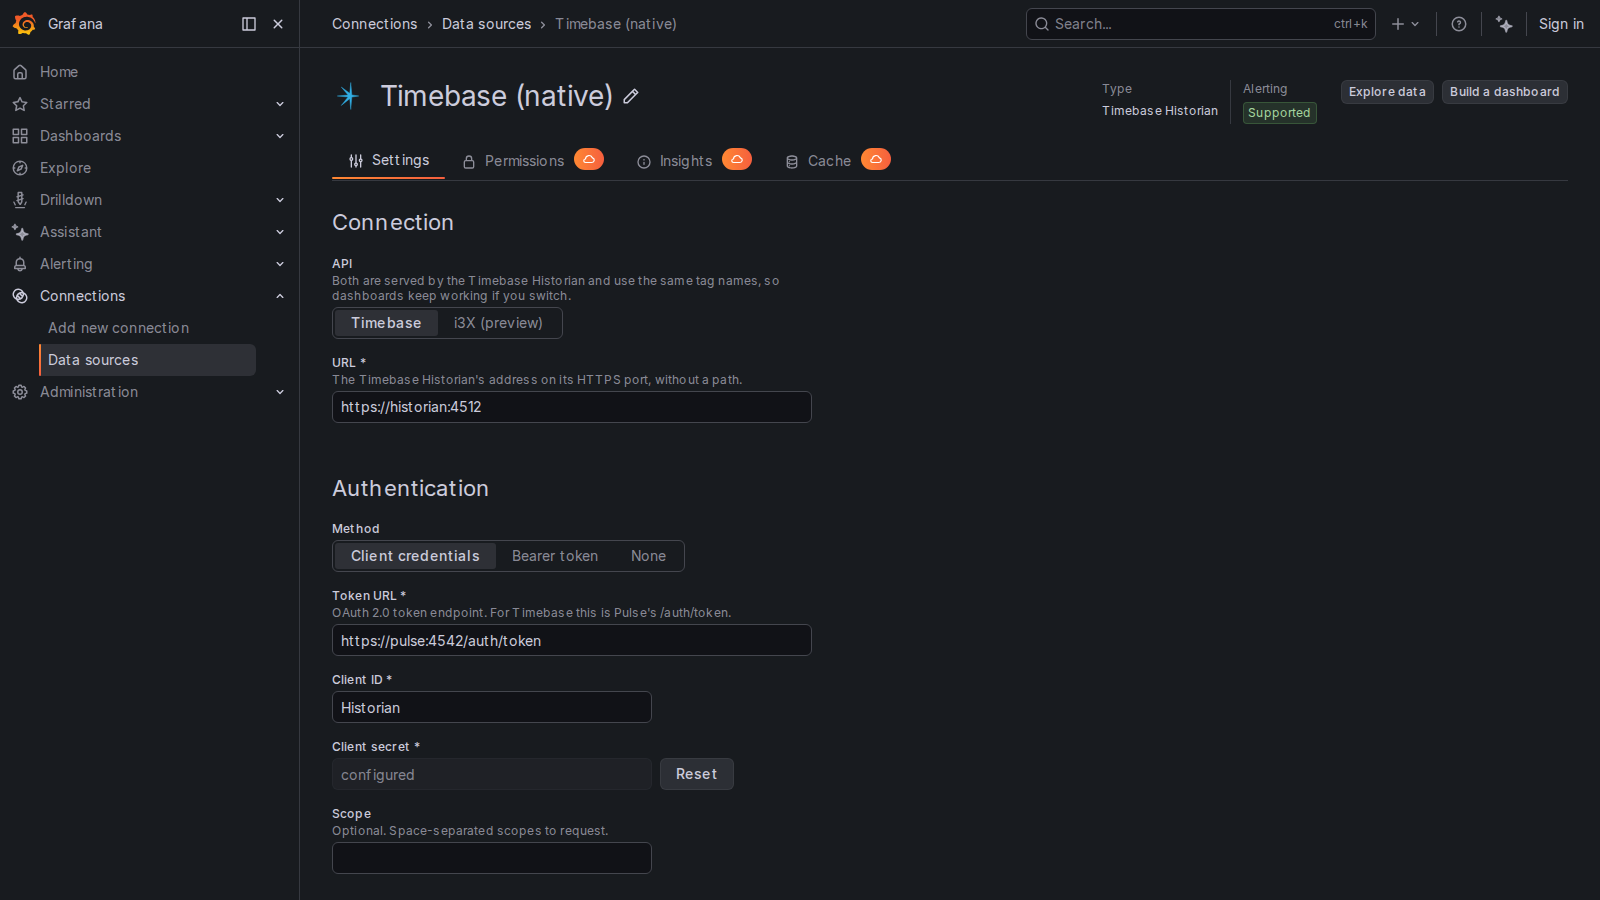 Grafana
Connections › Data sources › Timebase (native)
Search...
ctrl+k
Sign in
Home
Starred
Dashboards
Explore
Drilldown
Assistant
Alerting
Connections
Add new connection
Data sources
Administration
Timebase (native)
Type
Timebase Historian
Alerting
Supported
Explore data
Build a dashboard
Settings
Permissions
Insights
Cache
Connection
API
Both are served by the Timebase Historian and use the same tag names, so
dashboards keep working if you switch.
Timebase
i3X (preview)
URL *
The Timebase Historian's address on its HTTPS port, without a path.
https://historian:4512
Authentication
Method
Client credentials
Bearer token
None
Token URL *
OAuth 2.0 token endpoint. For Timebase this is Pulse's /auth/token.
https://pulse:4542/auth/token
Client ID *
Historian
Client secret *
configured
Reset
Scope
Optional. Space-separated scopes to request.